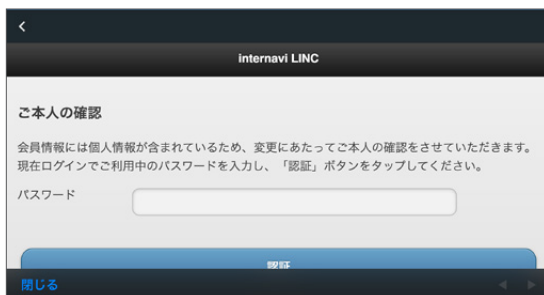 internavi LINC
ご本人の確認
会員情報には個人情報が含まれているため、変更にあたってご本人の確認をさせていただきます。
現在ログインでご利用中のパスワードを入力し、「認証」ボタンをタップしてください。
パスワード
認証
閉じる